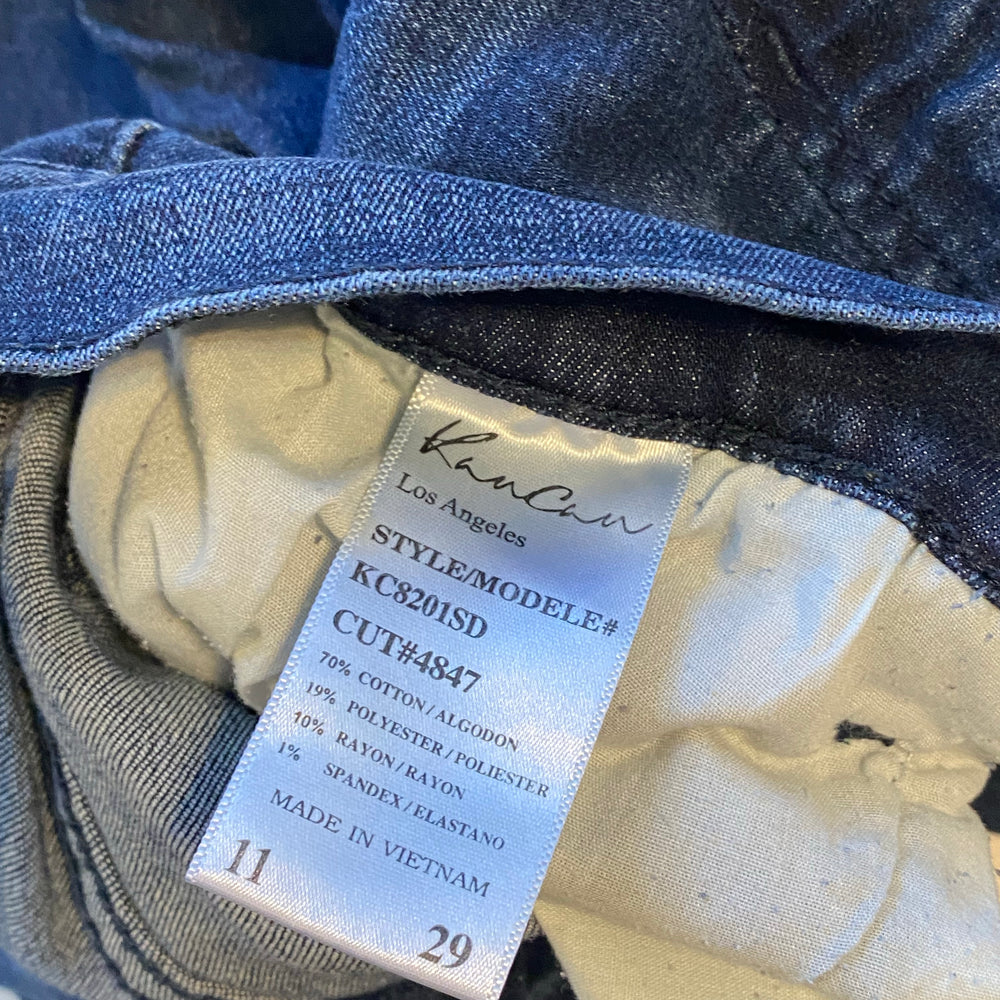 KanCan
Los Angeles
STYLE/MODELE#
KC8201SD
CUT#4847
70% COTTON/ALGODON
19% POLYESTER/POLIESTER
10% RAYON/RAYON
1% SPANDEX/ELASTANO
MADE IN VIETNAM
11
29